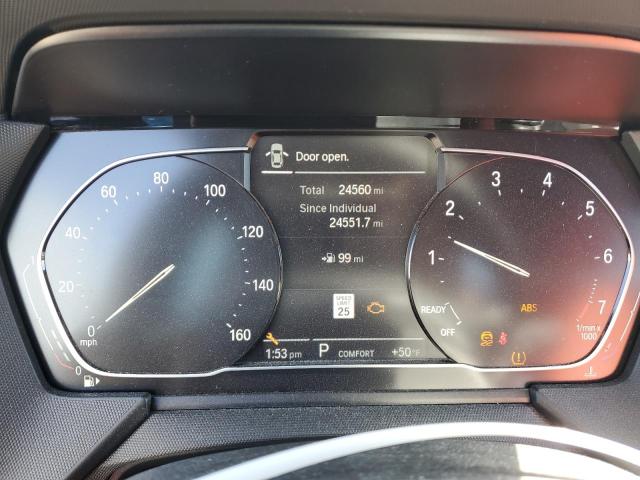 Door open.
Total 24560 mi
Since Individual
24551.7 mi
99 mi
SPEED
LIMIT
25
1:53 pm P COMFORT +50°F
0 20 40 60 80 100 120 140 160
mph
1 2 3 4 5 6 7
1/min x
1000
READY
OFF
ABS
0
1